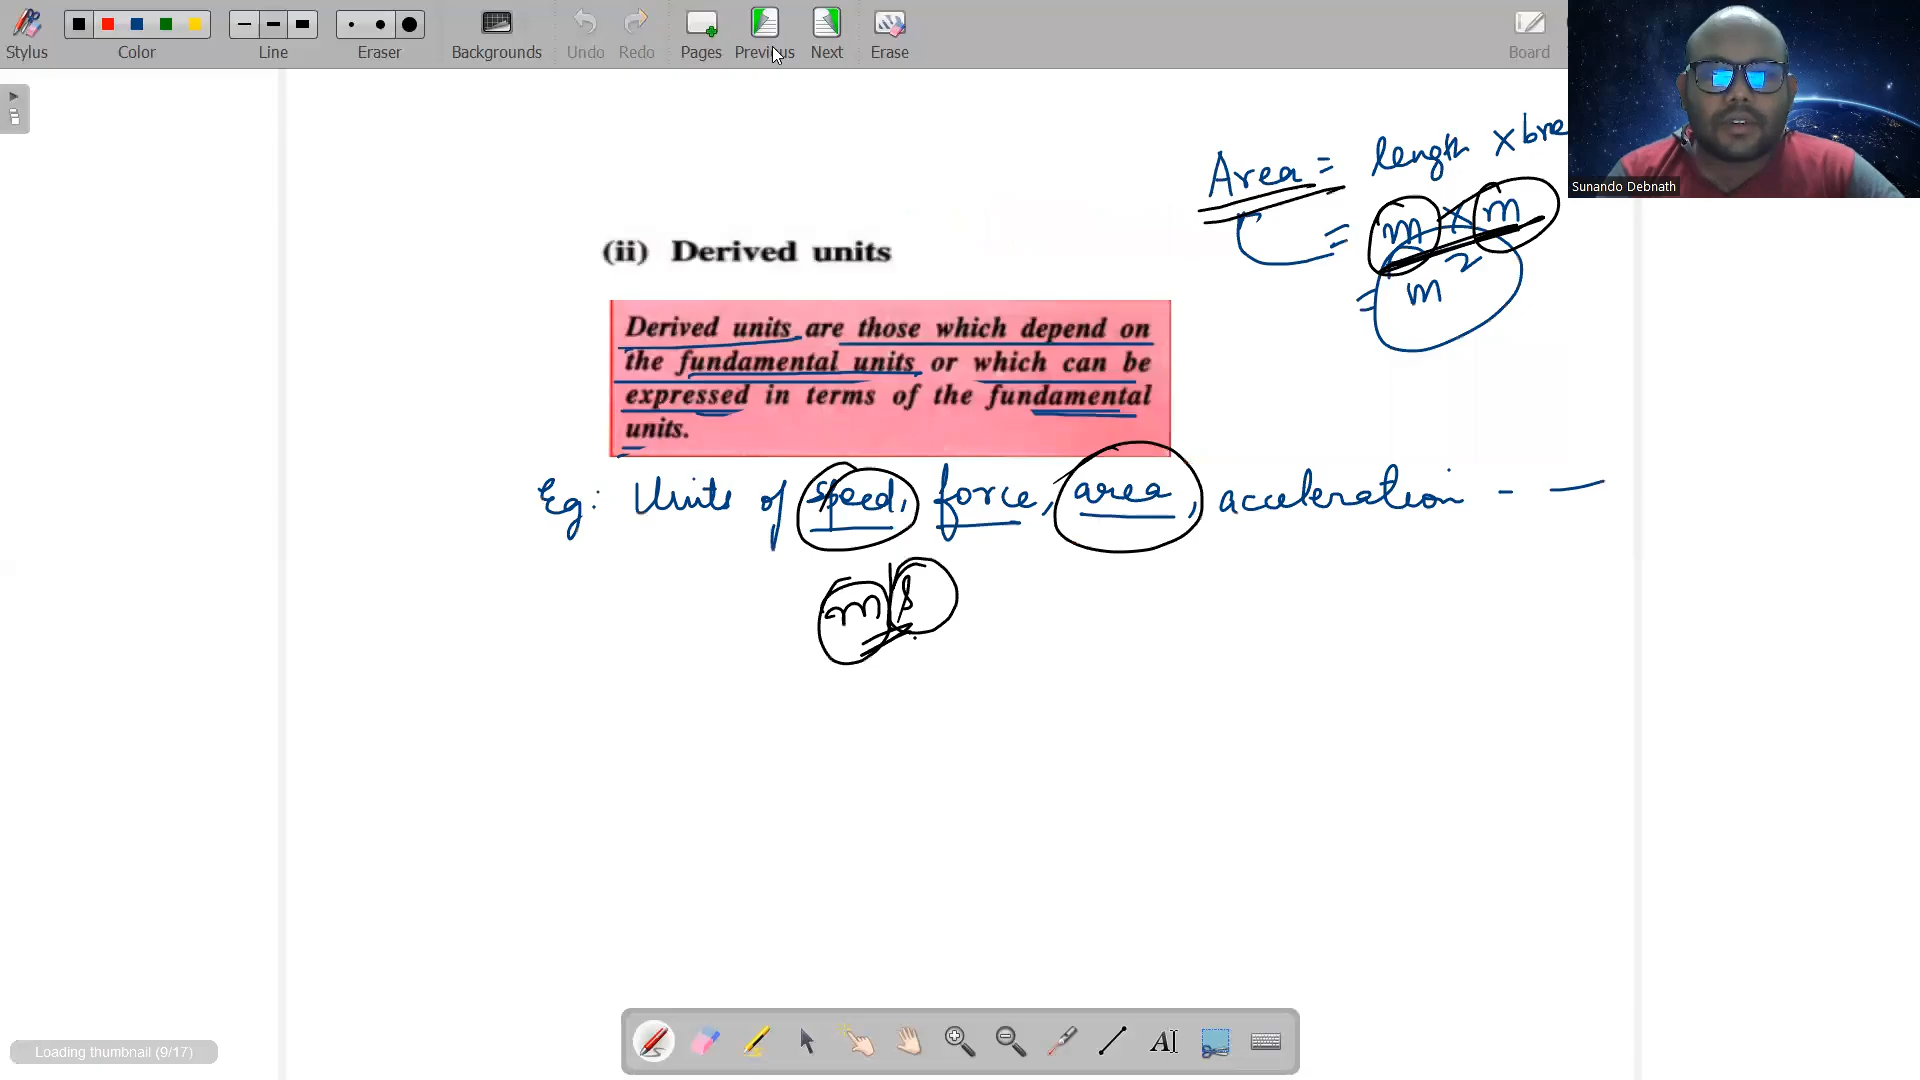 Stylus Color Line Eraser Backgrounds Undo Redo Pages Previous Next Erase Board
Sunando Debnath
Area = length × bre
= m × m
= m²
(ii) Derived units
Derived units are those which depend on
the fundamental units or which can be
expressed in terms of the fundamental
units.
Eg: Units of speed, force, area, acceleration - —
m/s
Loading thumbnail (9/17)